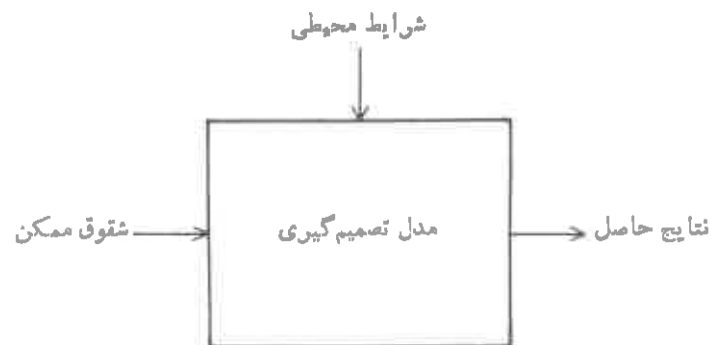 شرایط محیطی
شقوق ممکن
مدل تصمیم‌گیری
نتایج حاصل